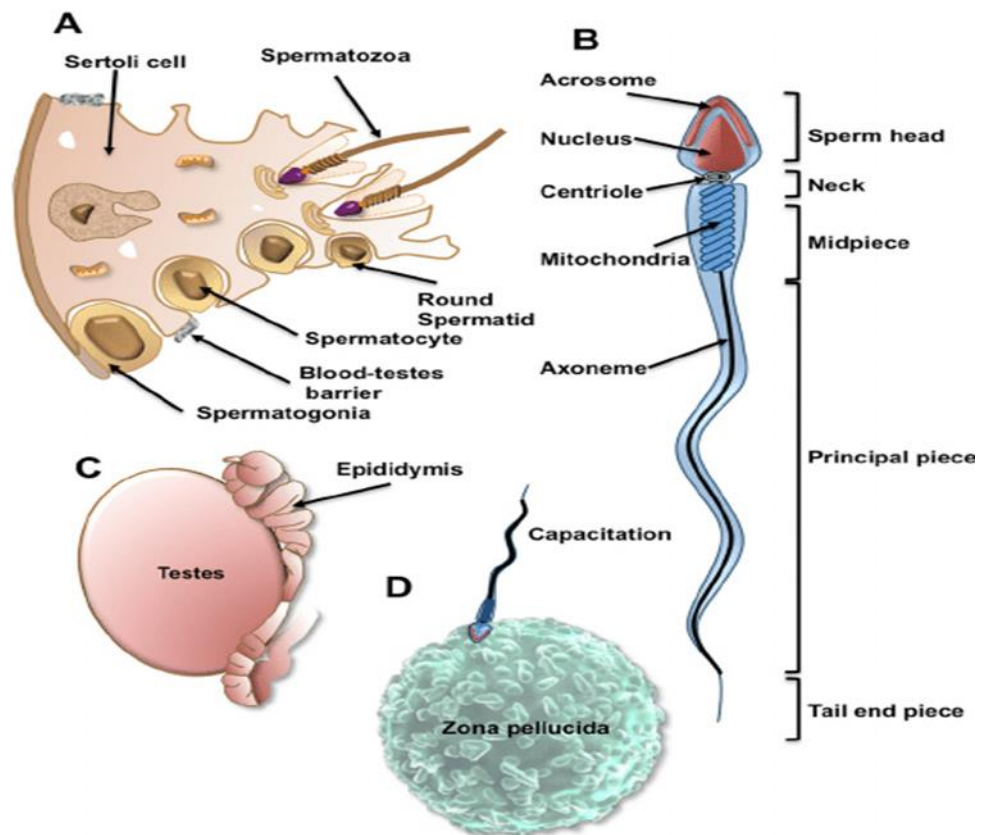 A
Sertoli cell
Spermatozoa
Round
Spermatid
Spermatocyte
Blood-testes
barrier
Spermatogonia
B
Acrosome
Nucleus
Centriole
Mitochondria
Axoneme
Sperm head
Neck
Midpiece
Principal piece
Tail end piece
C
Epididymis
Testes
D
Capacitation
Zona pellucida